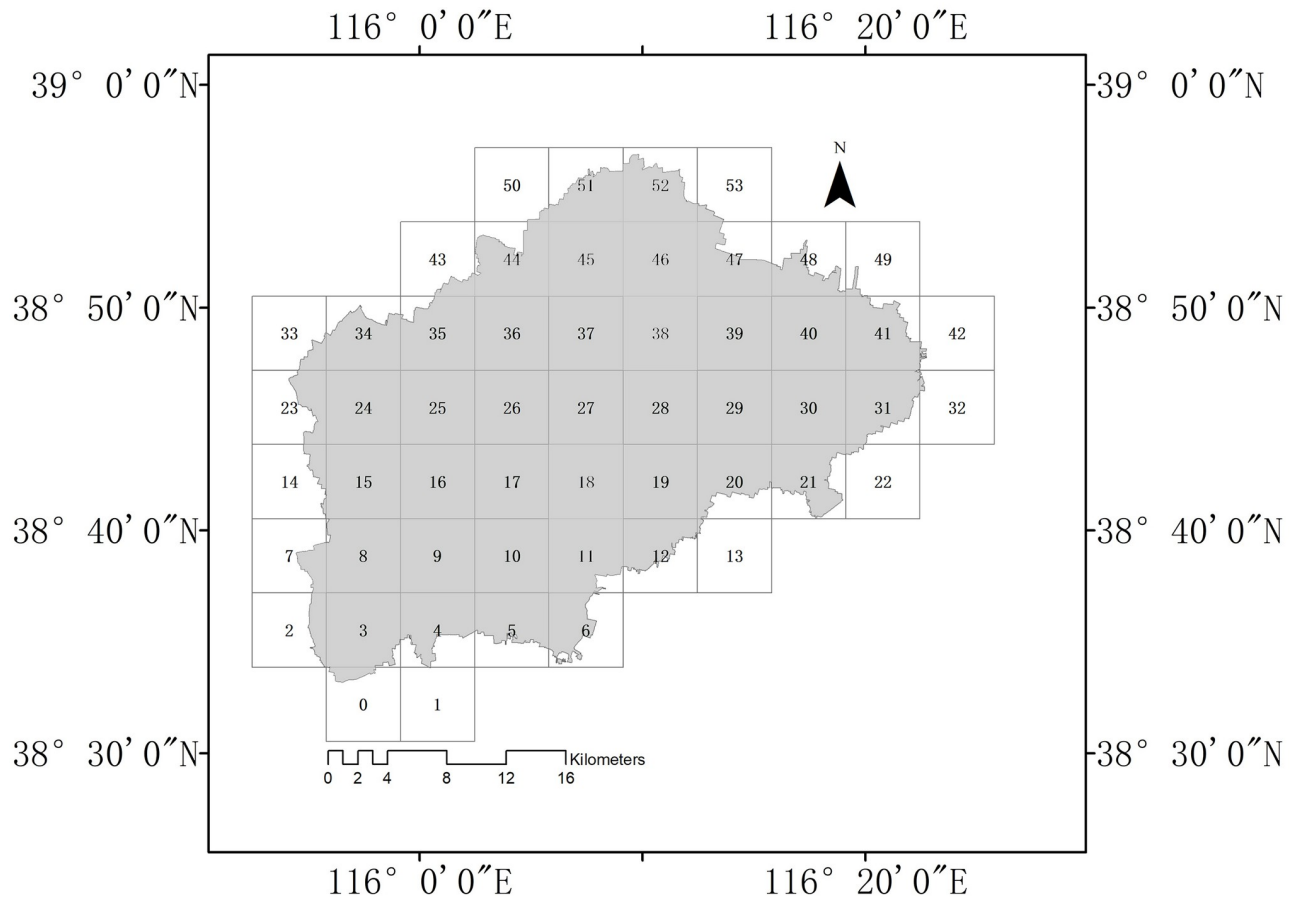 116° 0′0″E 116° 20′0″E
39° 0′0″N 39° 0′0″N
N
50 51 52 53
43 44 45 46 47 48 49
38° 50′0″N 38° 50′0″N
33 34 35 36 37 38 39 40 41 42
23 24 25 26 27 28 29 30 31 32
14 15 16 17 18 19 20 21 22
38° 40′0″N 38° 40′0″N
7 8 9 10 11 12 13
2 3 4 5 6
0 1
38° 30′0″N 38° 30′0″N
Kilometers
0 2 4 8 12 16
116° 0′0″E 116° 20′0″E